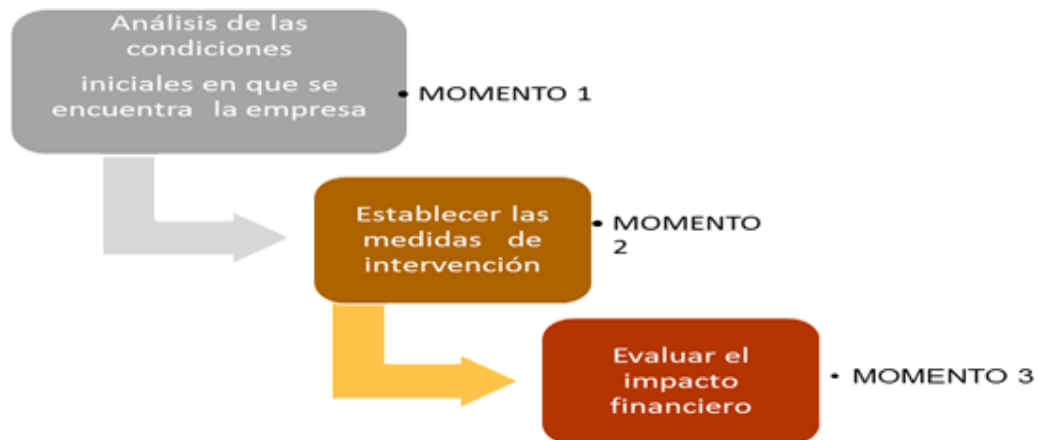 Análisis de las
condiciones
iniciales en que se
encuentra la empresa
• MOMENTO 1
Establecer las
medidas de
intervención
• MOMENTO
2
Evaluar el
impacto
financiero
• MOMENTO 3